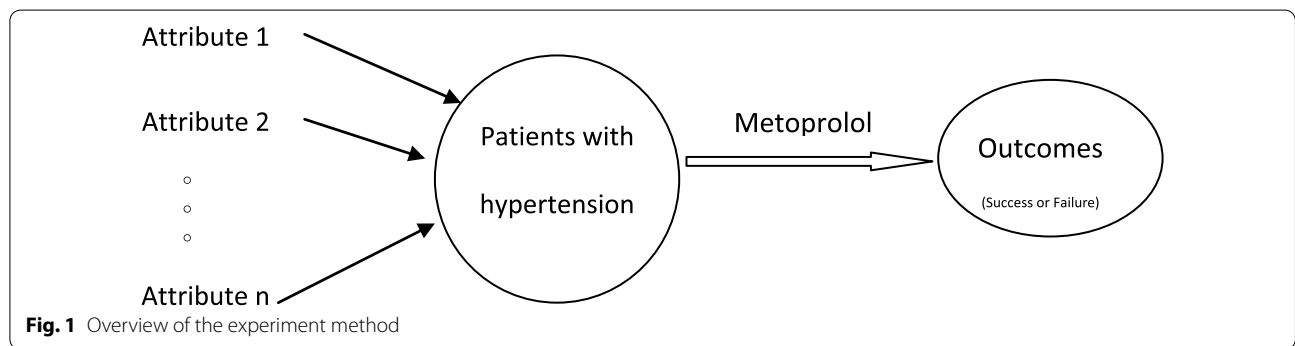 Attribute 1
Attribute 2
Attribute n
Patients with
hypertension
Metoprolol
Outcomes
(Success or Failure)
Fig. 1 Overview of the experiment method